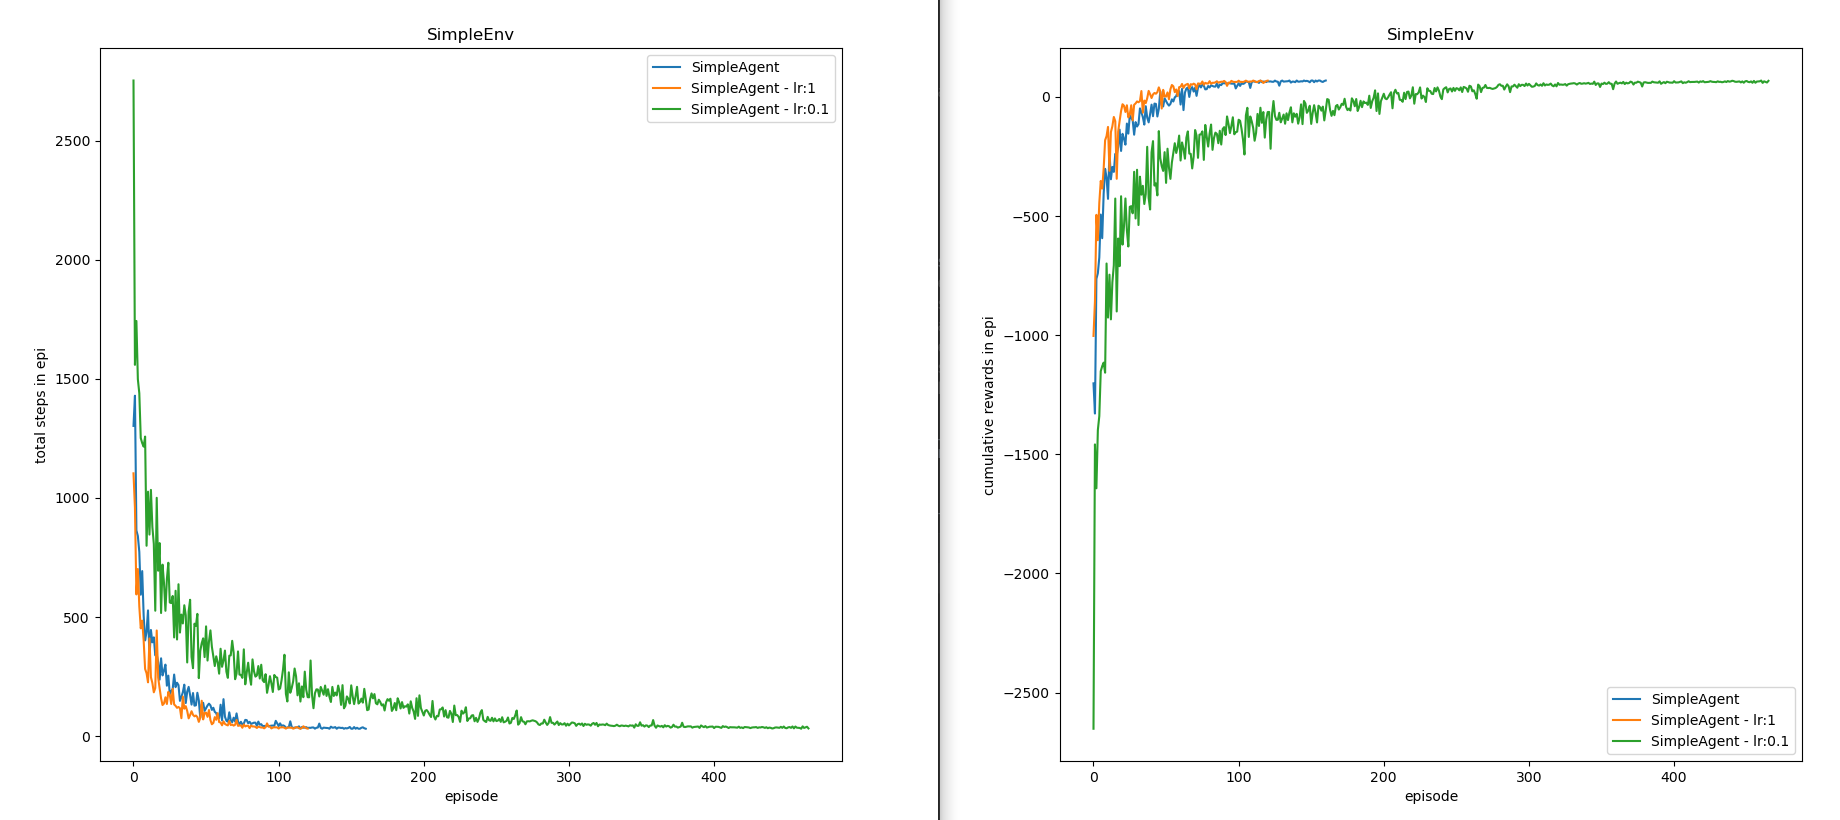 SimpleEnv
SimpleAgent
SimpleAgent - lr:1
SimpleAgent - lr:0.1
2500
2000
1500
1000
500
0
total steps in epi
0 100 200 300 400
episode
SimpleEnv
0
−500
−1000
−1500
−2000
−2500
cumulative rewards in epi
SimpleAgent
SimpleAgent - lr:1
SimpleAgent - lr:0.1
0 100 200 300 400
episode